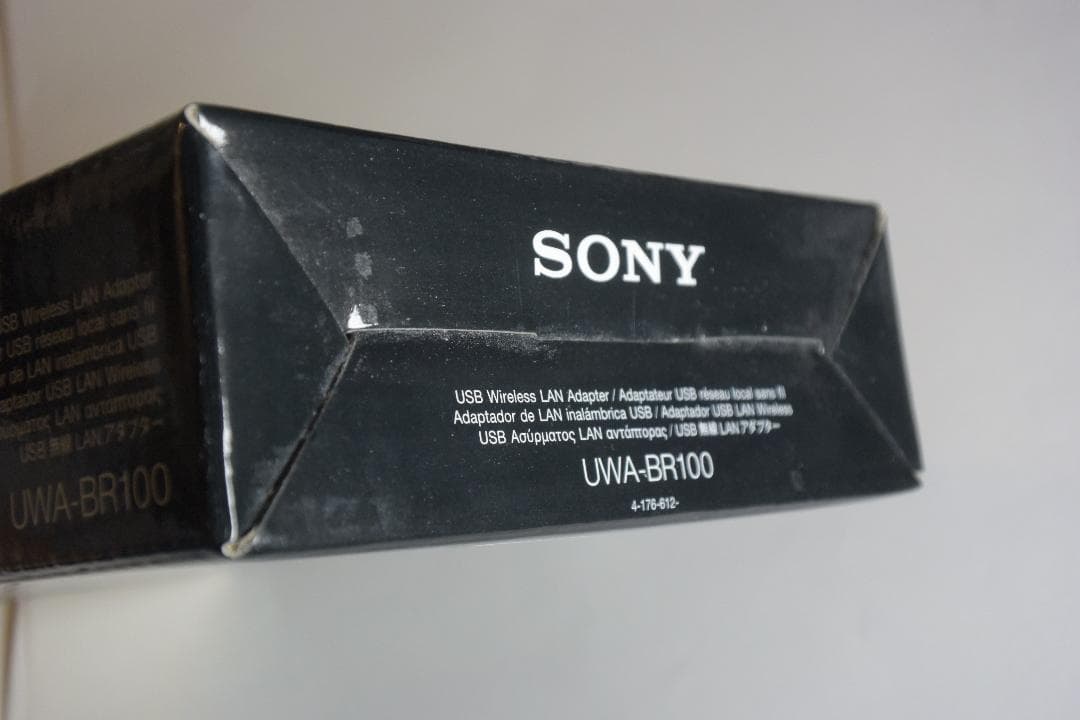 SONY
USB Wireless LAN Adapter / Adaptateur USB réseau local sans fil
Adaptador de LAN inalámbrica USB / Adaptador USB LAN Wireless
USB Ασύρματος LAN αντάπτορας / USB 無線 LANアダプター
UWA-BR100
4-176-612-
USB Wireless LAN Adapter
USB réseau local sans fil
de LAN inalámbrica USB
USB LAN Wireless
LAN αντάπτορας
USB 無線 LANアダプター
UWA-BR100